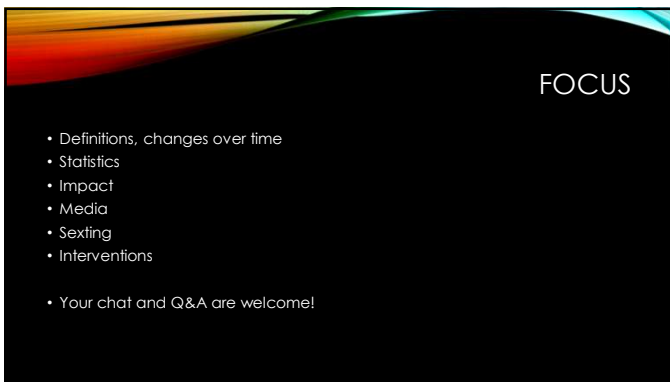 FOCUS
• Definitions, changes over time
• Statistics
• Impact
• Media
• Sexting
• Interventions
• Your chat and Q&A are welcome!